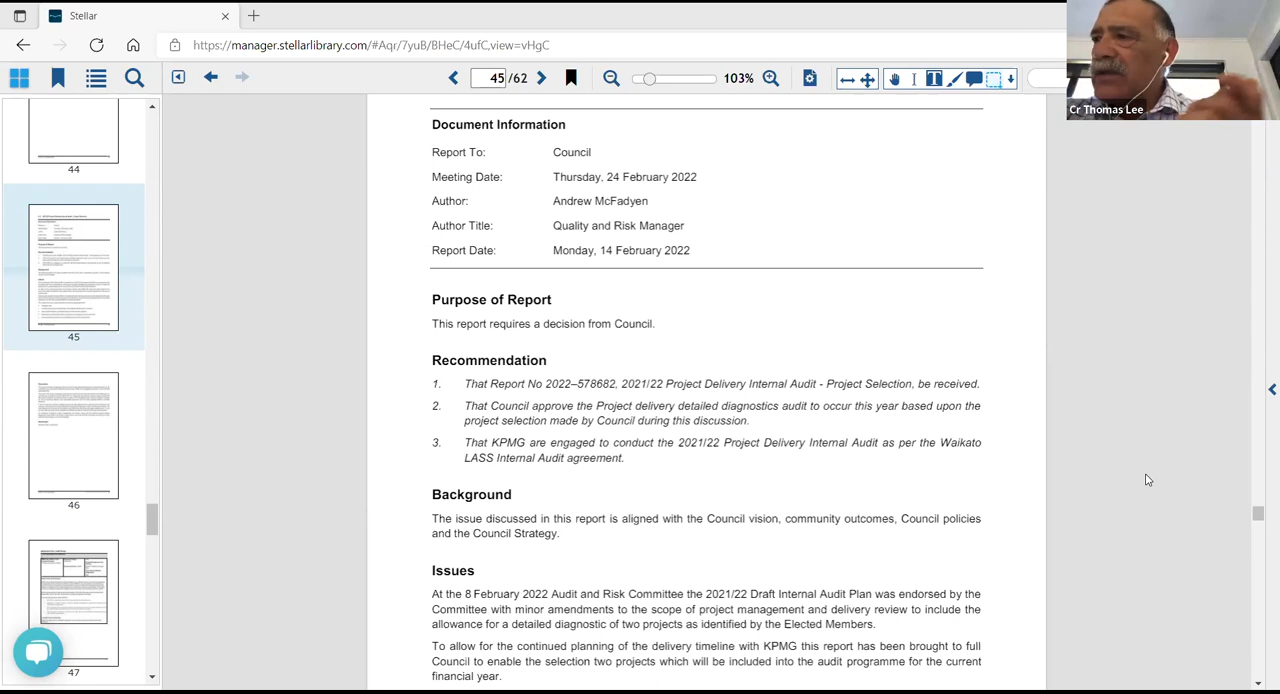 Stellar
https://manager.stellarlibrary.com/#Aqr/7yuB/BHeC/4ufC,view=vHgC
45 /62
103%
Cr Thomas Lee
44
45
46
47
Document Information
Report To: Council
Meeting Date: Thursday, 24 February 2022
Author: Andrew McFadyen
Author Title: Quality and Risk Manager
Report Date: Monday, 14 February 2022
Purpose of Report
This report requires a decision from Council.
Recommendation
1. That Report No 2022–578682, 2021/22 Project Delivery Internal Audit - Project Selection, be received.
2. That Council approve the Project delivery detailed diagnostics audit to occur this year based upon the
project selection made by Council during this discussion.
3. That KPMG are engaged to conduct the 2021/22 Project Delivery Internal Audit as per the Waikato
LASS Internal Audit agreement.
Background
The issue discussed in this report is aligned with the Council vision, community outcomes, Council policies
and the Council Strategy.
Issues
At the 8 February 2022 Audit and Risk Committee the 2021/22 Draft Internal Audit Plan was endorsed by the
Committee with minor amendments to the scope of project management and delivery review to include the
allowance for a detailed diagnostic of two projects as identified by the Elected Members.
To allow for the continued planning of the delivery timeline with KPMG this report has been brought to full
Council to enable the selection two projects which will be included into the audit programme for the current
financial year.